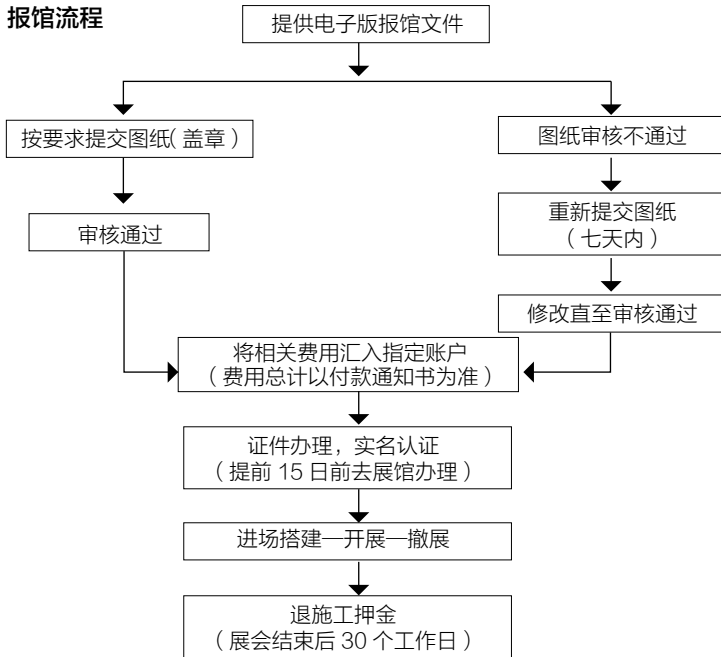 报馆流程
提供电子版报馆文件
按要求提交图纸(盖章)
审核通过
图纸审核不通过
重新提交图纸
(七天内)
修改直至审核通过
将相关费用汇入指定账户
(费用总计以付款通知书为准)
证件办理,实名认证
(提前 15 日前去展馆办理)
进场搭建—开展—撤展
退施工押金
(展会结束后 30 个工作日)